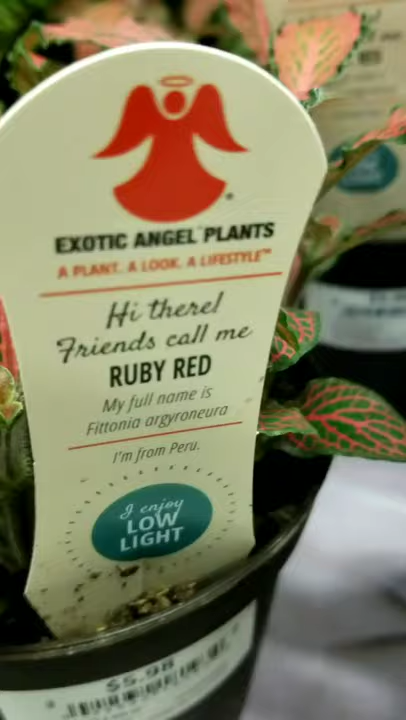 EXOTIC ANGEL PLANTS
A PLANT. A LOOK. A LIFESTYLE™
Hi there!
Friends call me
RUBY RED
My full name is
Fittonia argyroneura
I'm from Peru.
I enjoy
LOW
LIGHT
$5.98